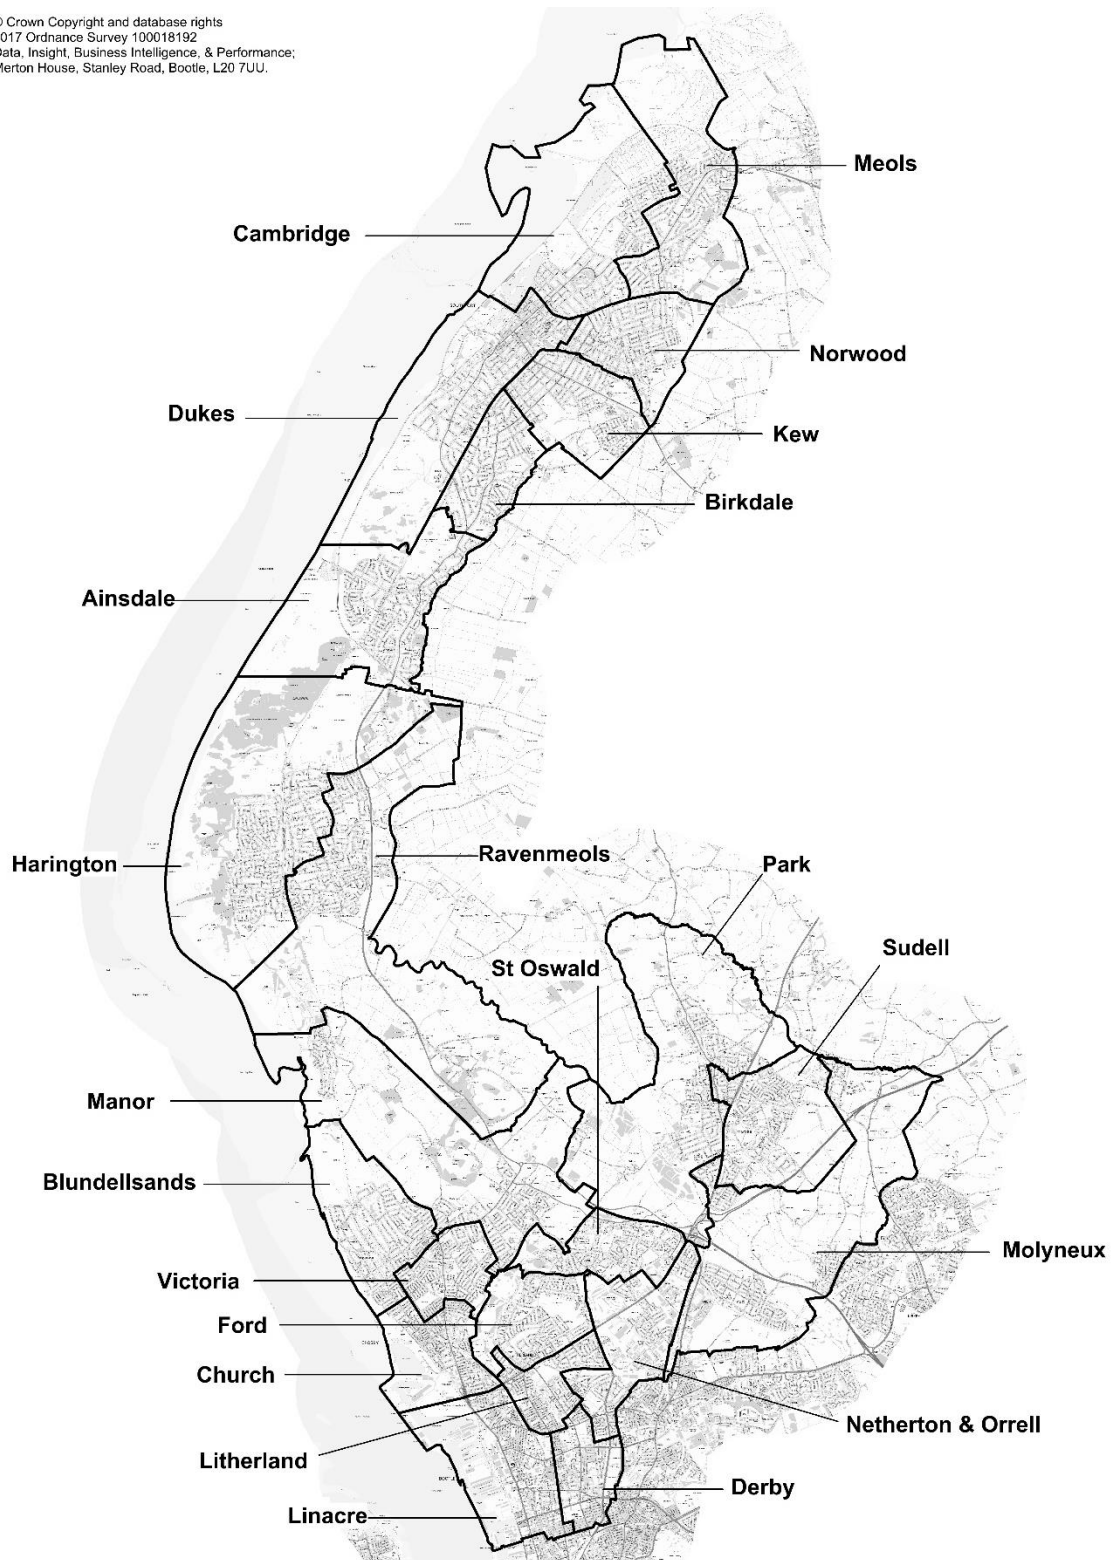 © Crown Copyright and database rights
2017 Ordnance Survey 100018192
Data, Insight, Business Intelligence, & Performance;
Merton House, Stanley Road, Bootle, L20 7UU.
Meols
Cambridge
Norwood
Dukes
Kew
Birkdale
Ainsdale
Harington
Ravenmeols
Park
Sudell
St Oswald
Manor
Blundellsands
Molyneux
Victoria
Ford
Church
Netherton & Orrell
Litherland
Derby
Linacre